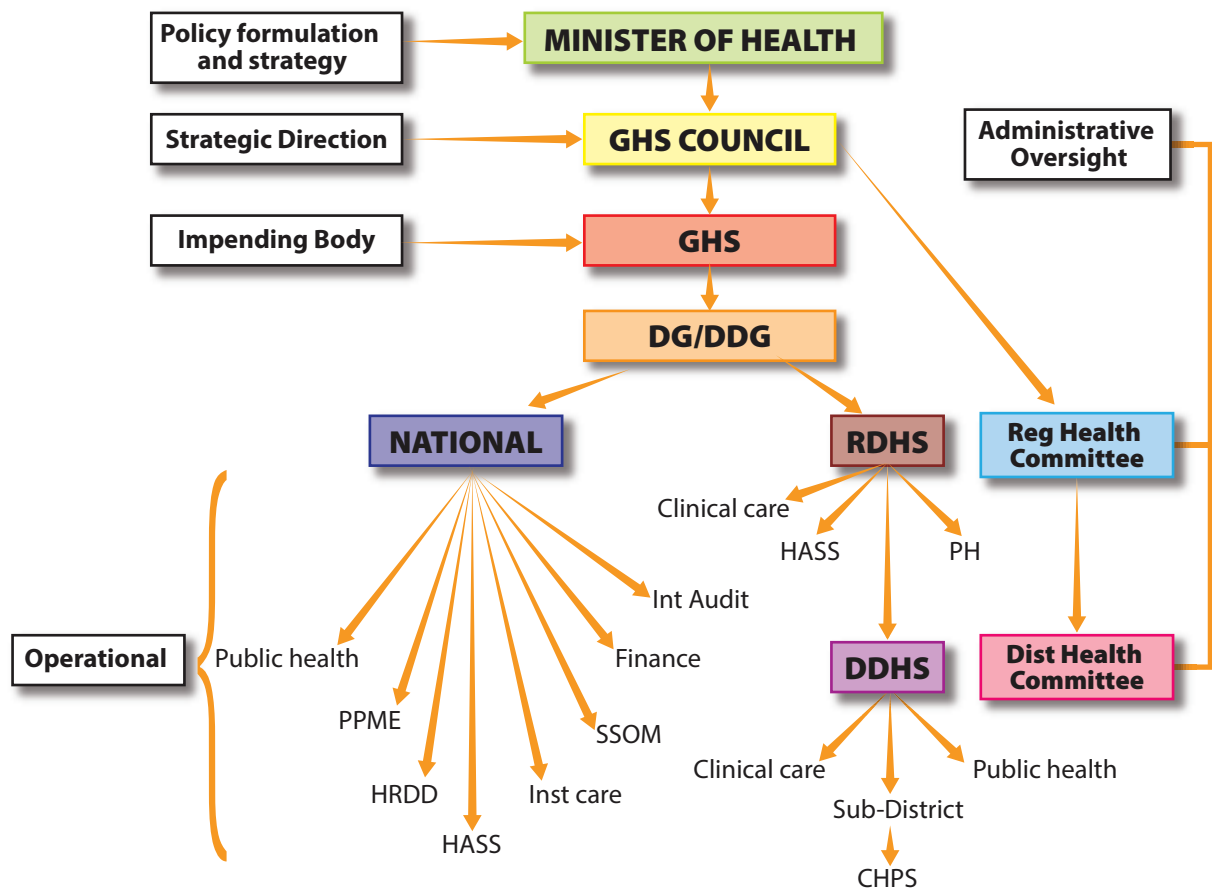 Policy formulation
and strategy
MINISTER OF HEALTH
Strategic Direction
GHS COUNCIL
Administrative
Oversight
Impending Body
GHS
DG/DDG
NATIONAL
RDHS
Reg Health
Committee
Clinical care
HASS
PH
Int Audit
Operational
Public health
Finance
DDHS
Dist Health
Committee
PPME
SSOM
Clinical care
Public health
HRDD
Inst care
Sub-District
HASS
CHPS